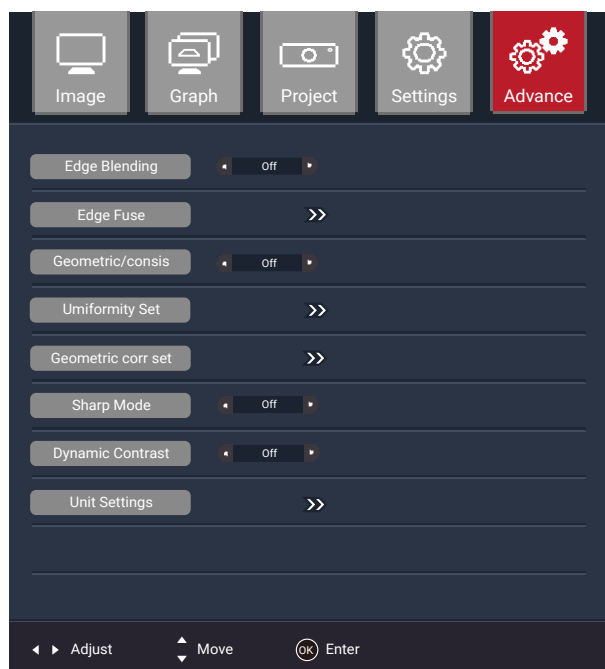 Image Graph Project Settings Advance
Edge Blending Off
Edge Fuse
Geometric/consis Off
Umiformity Set
Geometric corr set
Sharp Mode Off
Dynamic Contrast Off
Unit Settings
Adjust Move OK Enter